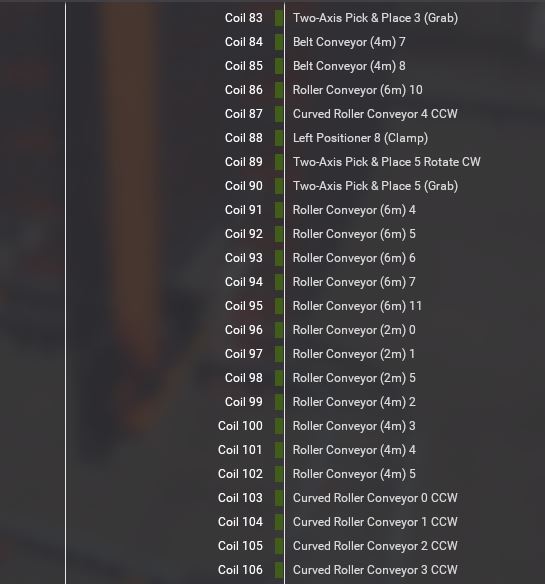 Coil 83 Two-Axis Pick & Place 3 (Grab)
Coil 84 Belt Conveyor (4m) 7
Coil 85 Belt Conveyor (4m) 8
Coil 86 Roller Conveyor (6m) 10
Coil 87 Curved Roller Conveyor 4 CCW
Coil 88 Left Positioner 8 (Clamp)
Coil 89 Two-Axis Pick & Place 5 Rotate CW
Coil 90 Two-Axis Pick & Place 5 (Grab)
Coil 91 Roller Conveyor (6m) 4
Coil 92 Roller Conveyor (6m) 5
Coil 93 Roller Conveyor (6m) 6
Coil 94 Roller Conveyor (6m) 7
Coil 95 Roller Conveyor (6m) 11
Coil 96 Roller Conveyor (2m) 0
Coil 97 Roller Conveyor (2m) 1
Coil 98 Roller Conveyor (2m) 5
Coil 99 Roller Conveyor (4m) 2
Coil 100 Roller Conveyor (4m) 3
Coil 101 Roller Conveyor (4m) 4
Coil 102 Roller Conveyor (4m) 5
Coil 103 Curved Roller Conveyor 0 CCW
Coil 104 Curved Roller Conveyor 1 CCW
Coil 105 Curved Roller Conveyor 2 CCW
Coil 106 Curved Roller Conveyor 3 CCW